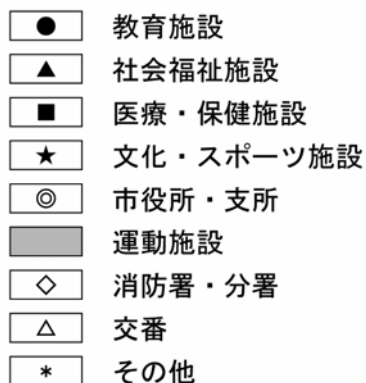 教育施設
社会福祉施設
医療・保健施設
文化・スポーツ施設
市役所・支所
運動施設
消防署・分署
交番
その他